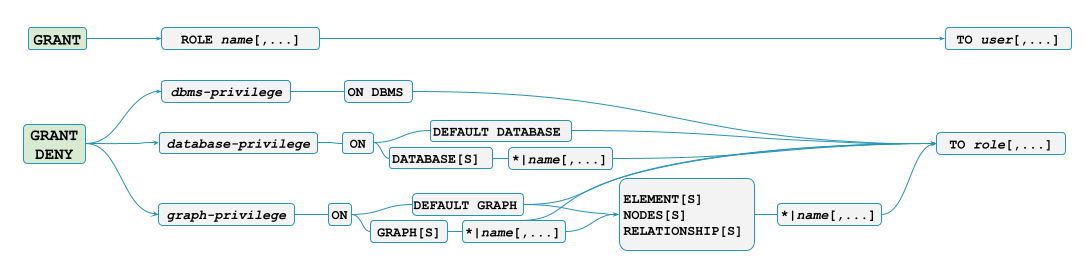 GRANT
ROLE name[,...]
TO user[,...]
GRANT
DENY
dbms-privilege
ON DBMS
database-privilege
ON
DEFAULT DATABASE
DATABASE[S]
*|name[,...]
TO role[,...]
graph-privilege
ON
DEFAULT GRAPH
GRAPH[S]
*|name[,...]
ELEMENT[S]
NODES[S]
RELATIONSHIP[S]
*|name[,...]